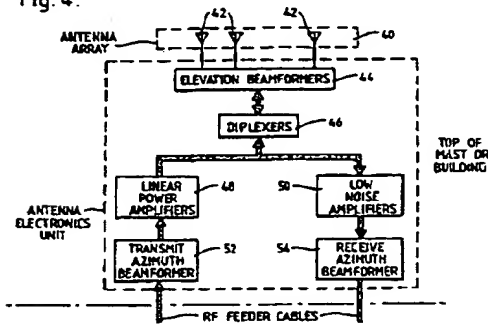 Fig. 4.
42
42
ANTENNA
ARRAY
40
ELEVATION BEAMFORMERS
44
DIPLEXERS
46
TOP OF
MAST OR
BUILDING
LINEAR
POWER
AMPLIFIERS
48
50
LOW
NOISE
AMPLIFIERS
ANTENNA
ELECTRONICS
UNIT
TRANSMIT
AZIMUTH
BEAMFORMER
52
54
RECEIVE
AZIMUTH
BEAMFORMER
RF FEEDER CABLES